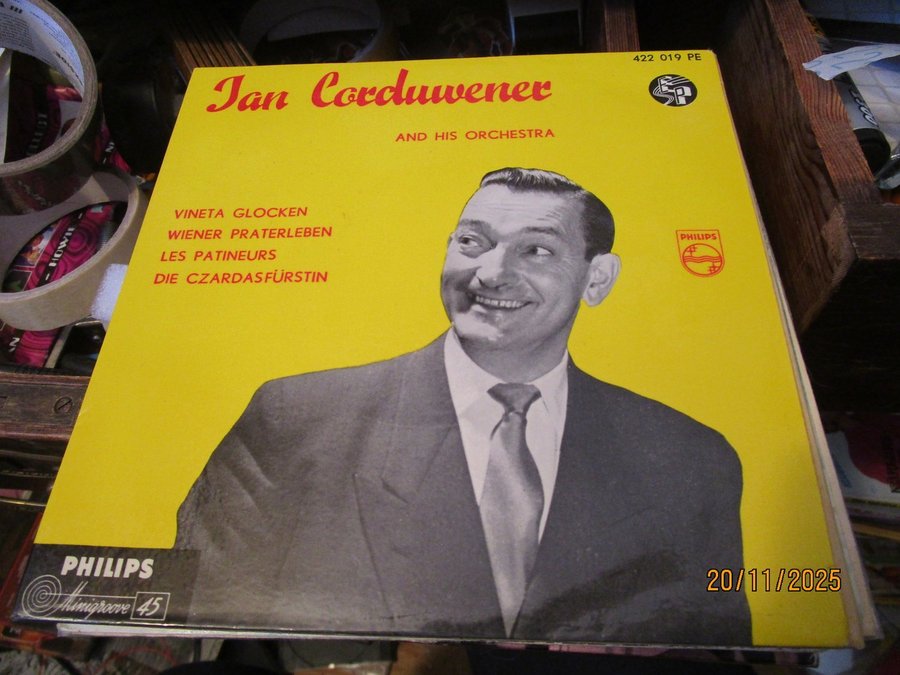 422 019 PE
Jan Corduwener
EP
AND HIS ORCHESTRA
VINETA GLOCKEN
WIENER PRATERLEBEN
LES PATINEURS
DIE CZARDASFÜRSTIN
PHILIPS
PHILIPS
Minigroove 45
20/11/2025